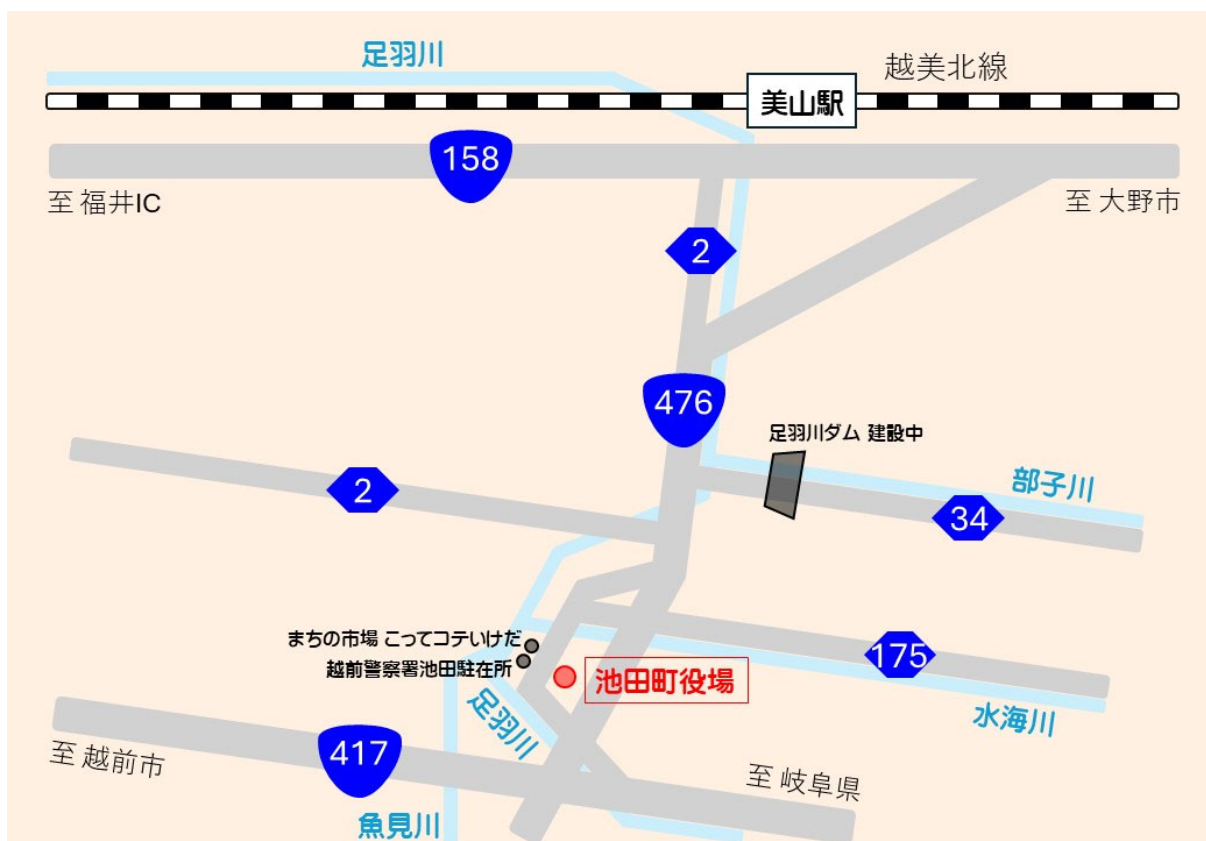 足羽川
越美北線
美山駅
158
至 福井IC
至 大野市
2
476
足羽川ダム 建設中
部子川
2
34
まちの市場 こってコテいけだ
越前警察署池田駐在所
池田町役場
175
水海川
足羽川
417
至 越前市
至 岐阜県
魚見川